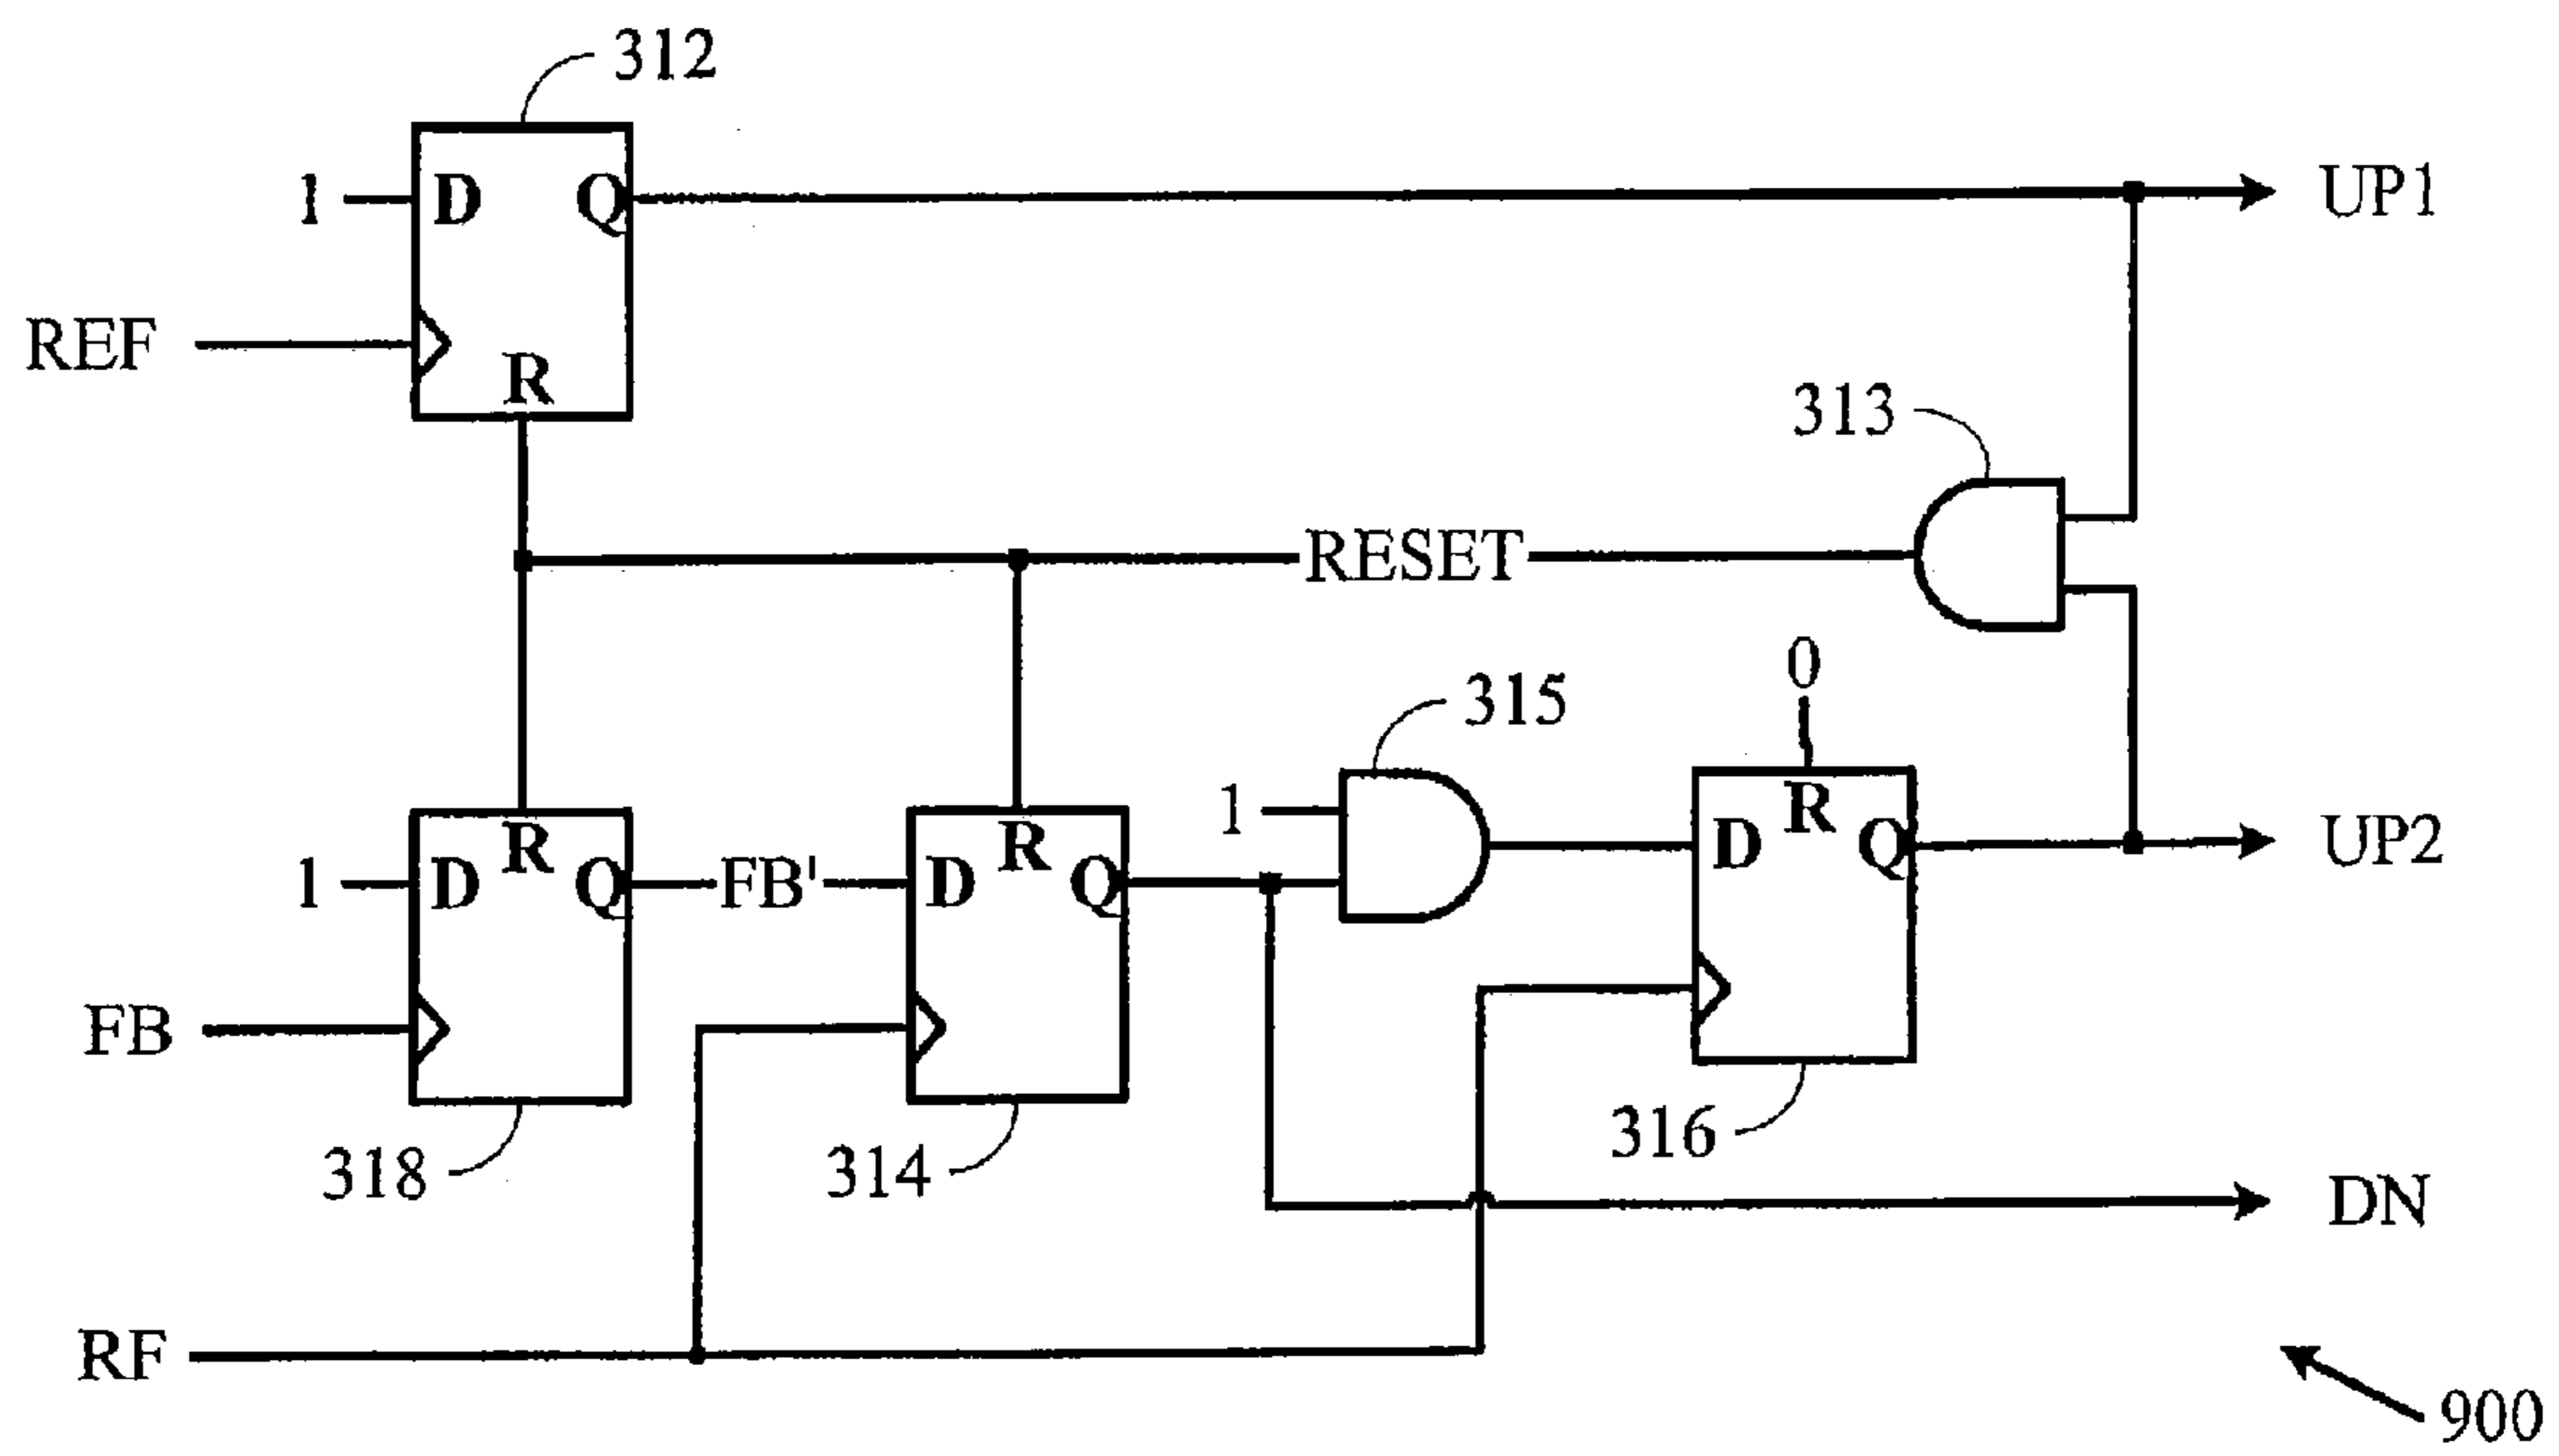 312
1 D Q UP1
REF
R
313
RESET
0
315
1
R
D Q UP2
R
1 D Q FB' D R Q
FB
316
318
314
DN
RF
900